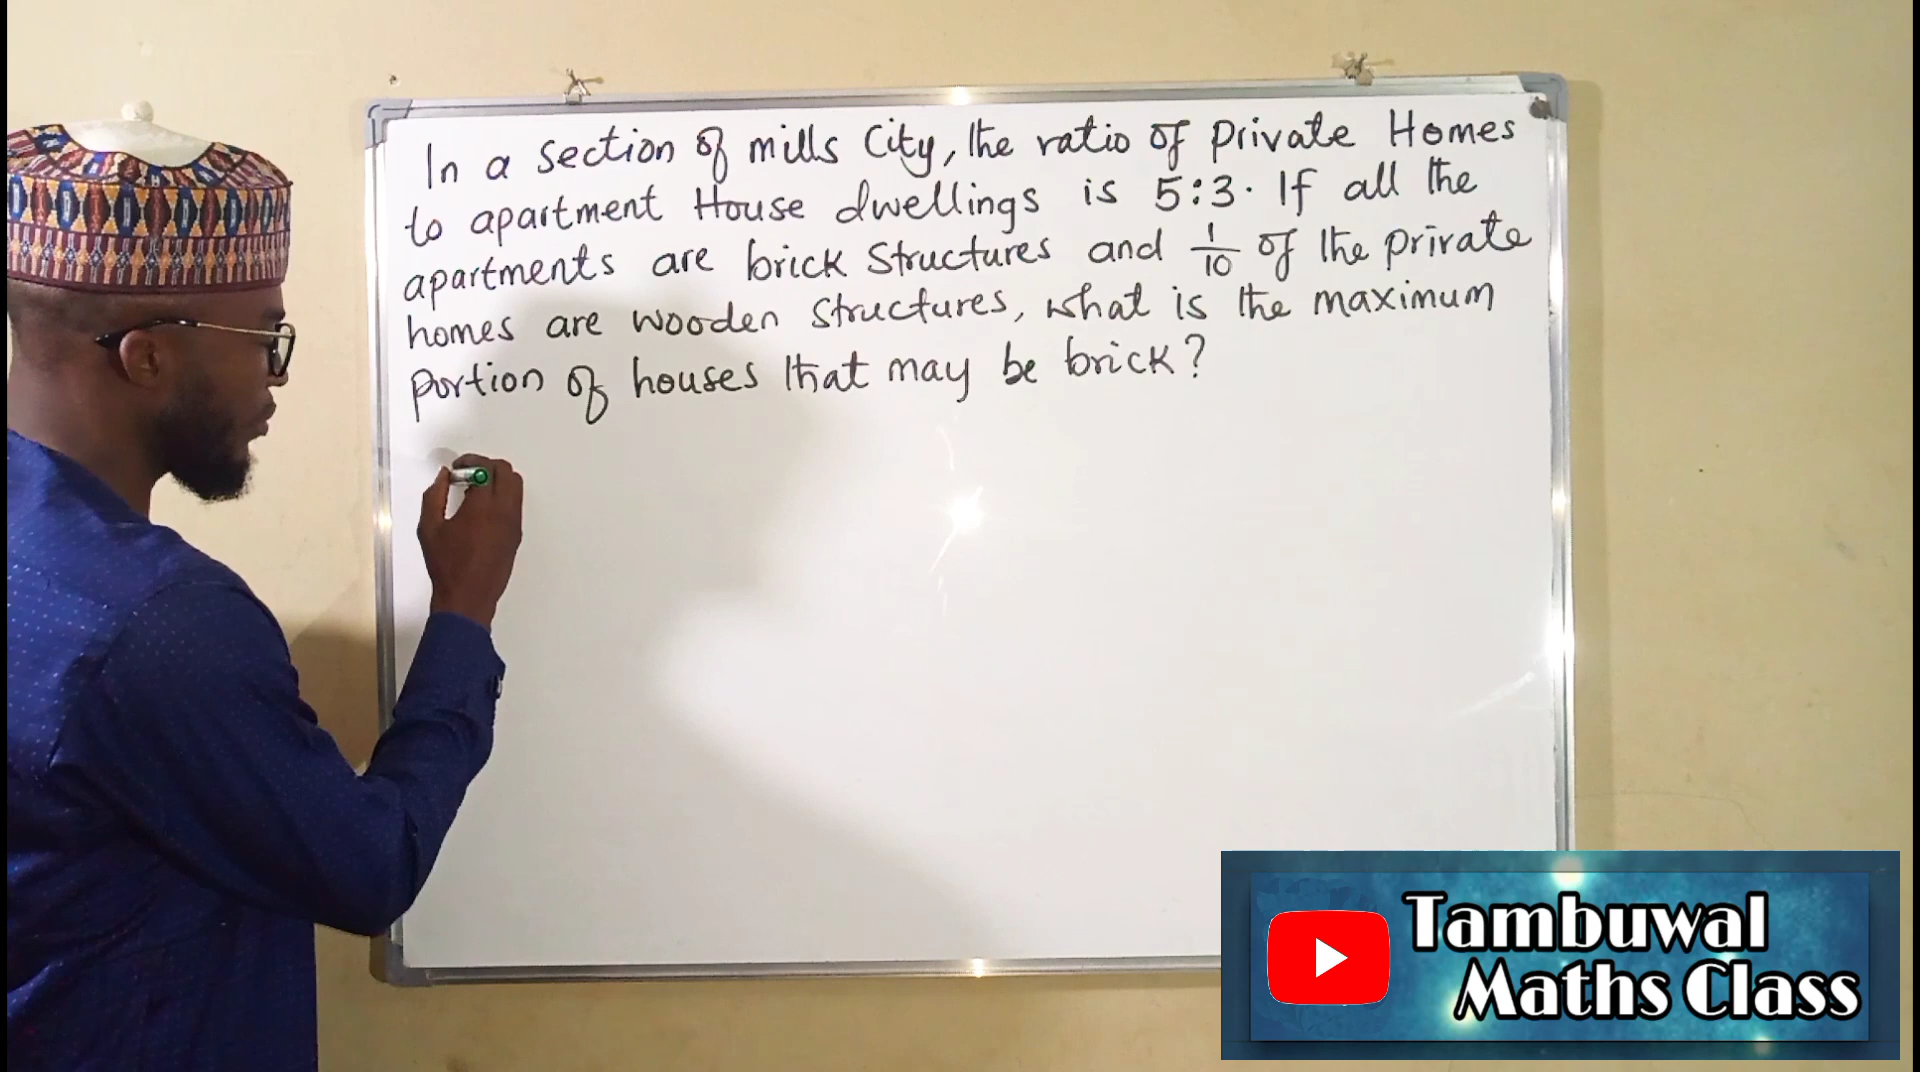 In a section of mills City, the ratio of private Homes
to apartment House dwellings is 5:3. If all the
apartments are brick structures and 1/10 of the private
homes are wooden structures, what is the maximum
portion of houses that may be brick?
Tambuwal
Maths Class